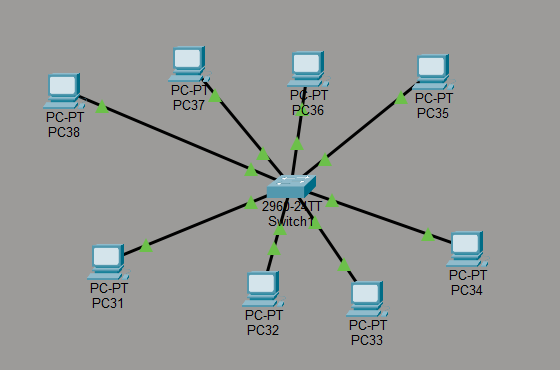 PC-PT
PC38
PC-PT
PC37
PC-PT
PC36
PC-PT
PC35
2960-24TT
Switch1
PC-PT
PC31
PC-PT
PC32
PC-PT
PC33
PC-PT
PC34